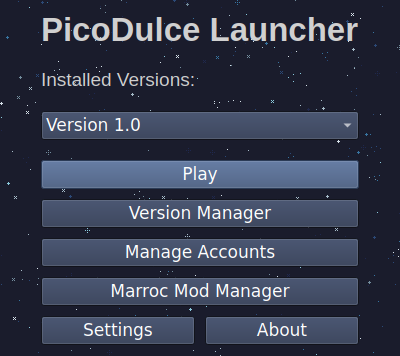 PicoDulce Launcher
Installed Versions:
Version 1.0
Play
Version Manager
Manage Accounts
Marroc Mod Manager
Settings About